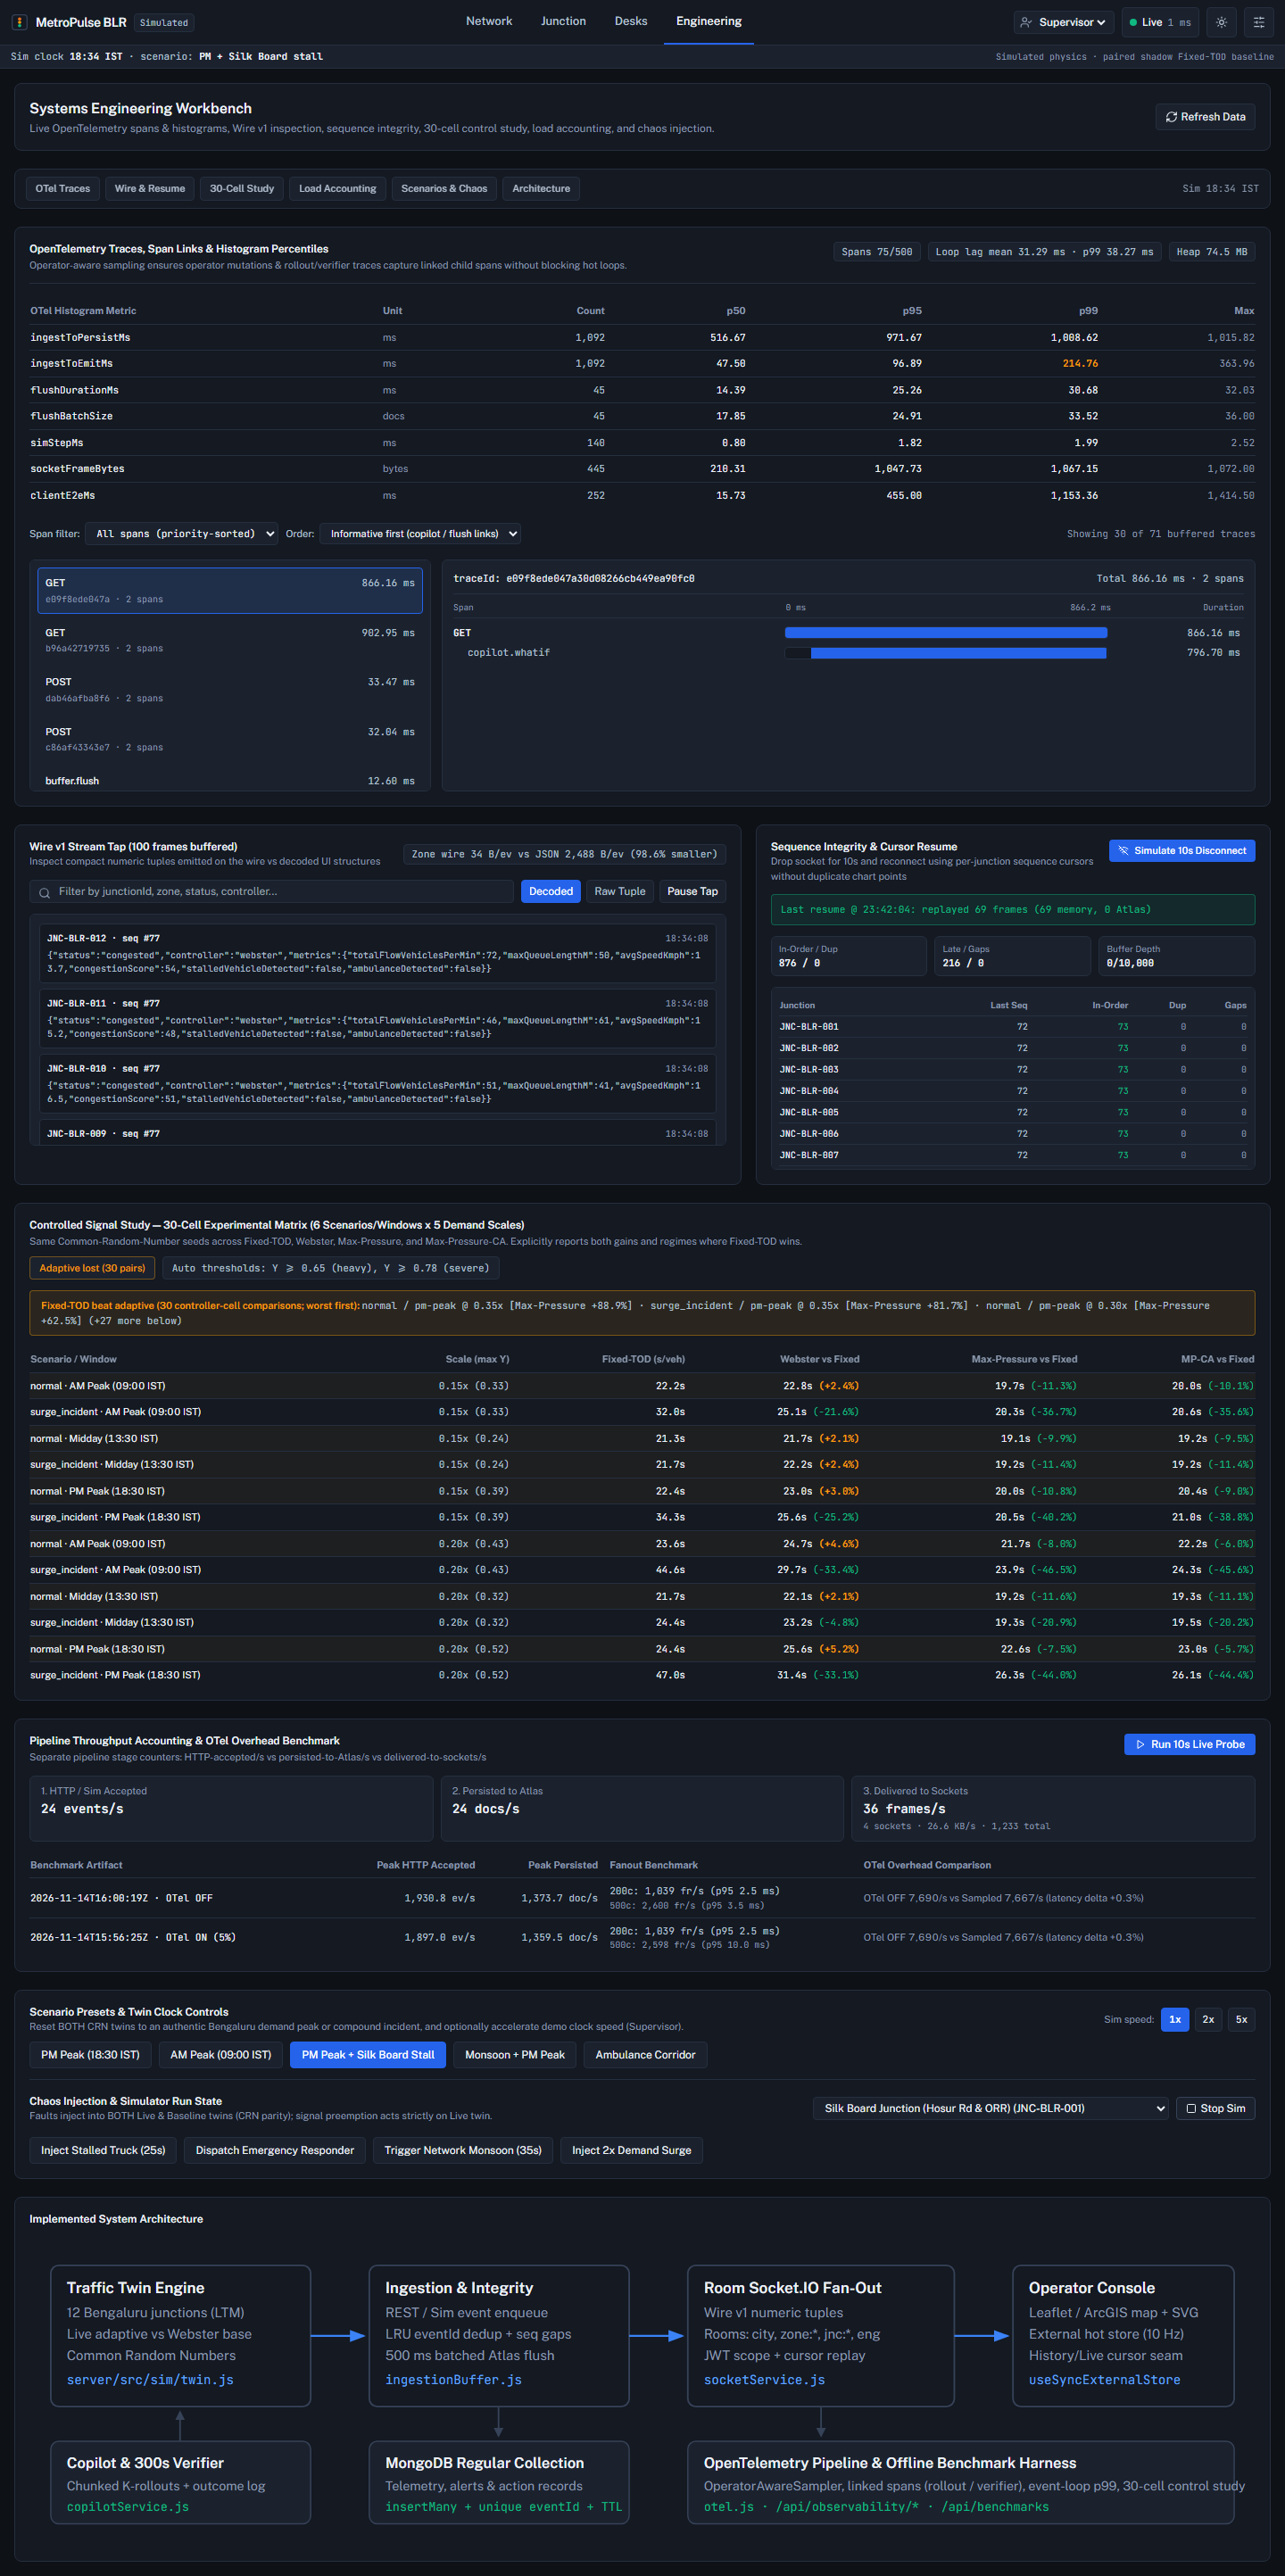 MetroPulse BLR Simulated Network Junction Desks Engineering Supervisor Live 1 ms
Sim clock 18:34 IST · scenario: PM + Silk Board stall Simulated physics · paired shadow Fixed-TOD baseline
Systems Engineering Workbench
Live OpenTelemetry spans & histograms, Wire v1 inspection, sequence integrity, 30-cell control study, load accounting, and chaos injection.
Refresh Data
OTel Traces Wire & Resume 30-Cell Study Load Accounting Scenarios & Chaos Architecture Sim 18:34 IST
OpenTelemetry Traces, Span Links & Histogram Percentiles
Operator-aware sampling ensures operator mutations & rollout/verifier traces capture linked child spans without blocking hot loops.
Spans 75/500 Loop lag mean 31.29 ms · p99 38.27 ms Heap 74.5 MB
OTel Histogram Metric Unit Count p50 p95 p99 Max
ingestToPersistMs ms 1,092 516.67 971.67 1,008.62 1,015.82
ingestToEmitMs ms 1,092 47.50 96.89 214.76 363.96
flushDurationMs ms 45 14.39 25.26 30.68 32.03
flushBatchSize docs 45 17.85 24.91 33.52 36.00
simStepMs ms 140 0.80 1.82 1.99 2.52
socketFrameBytes bytes 445 210.31 1,047.73 1,067.15 1,072.00
clientE2eMs ms 252 15.73 455.00 1,153.36 1,414.50
Span filter: All spans (priority-sorted) Order: Informative first (copilot / flush links) Showing 30 of 71 buffered traces
GET 866.16 ms
e09f8ede047a · 2 spans
GET 902.95 ms
b96a42719735 · 2 spans
POST 33.47 ms
dab46afba8f6 · 2 spans
POST 32.04 ms
c86af43343e7 · 2 spans
buffer.flush 12.60 ms
traceId: e09f8ede047a30d08266cb449ea90fc0 Total 866.16 ms · 2 spans
Span 0 ms 866.2 ms Duration
GET 866.16 ms
copilot.whatif 796.70 ms
Wire v1 Stream Tap (100 frames buffered)
Inspect compact numeric tuples emitted on the wire vs decoded UI structures
Zone wire 34 B/ev vs JSON 2,488 B/ev (98.6% smaller)
Filter by junctionId, zone, status, controller... Decoded Raw Tuple Pause Tap
JNC-BLR-012 · seq #77 18:34:08
{"status":"congested","controller":"webster","metrics":{"totalFlowVehiclesPerMin":72,"maxQueueLengthM":50,"avgSpeedKmph":1
3.7,"congestionScore":54,"stalledVehicleDetected":false,"ambulanceDetected":false}}
JNC-BLR-011 · seq #77 18:34:08
{"status":"congested","controller":"webster","metrics":{"totalFlowVehiclesPerMin":46,"maxQueueLengthM":61,"avgSpeedKmph":1
5.2,"congestionScore":48,"stalledVehicleDetected":false,"ambulanceDetected":false}}
JNC-BLR-010 · seq #77 18:34:08
{"status":"congested","controller":"webster","metrics":{"totalFlowVehiclesPerMin":51,"maxQueueLengthM":41,"avgSpeedKmph":1
6.5,"congestionScore":51,"stalledVehicleDetected":false,"ambulanceDetected":false}}
JNC-BLR-009 · seq #77 18:34:08
Sequence Integrity & Cursor Resume
Drop socket for 10s and reconnect using per-junction sequence cursors
without duplicate chart points
Simulate 10s Disconnect
Last resume @ 23:42:04: replayed 69 frames (69 memory, 0 Atlas)
In-Order / Dup Late / Gaps Buffer Depth
876 / 0 216 / 0 0/10,000
Junction Last Seq In-Order Dup Gaps
JNC-BLR-001 72 73 0 0
JNC-BLR-002 72 73 0 0
JNC-BLR-003 72 73 0 0
JNC-BLR-004 72 73 0 0
JNC-BLR-005 72 73 0 0
JNC-BLR-006 72 73 0 0
JNC-BLR-007 72 73 0 0
Controlled Signal Study — 30-Cell Experimental Matrix (6 Scenarios/Windows x 5 Demand Scales)
Same Common-Random-Number seeds across Fixed-TOD, Webster, Max-Pressure, and Max-Pressure-CA. Explicitly reports both gains and regimes where Fixed-TOD wins.
Adaptive lost (30 pairs) Auto thresholds: Y ⩾ 0.65 (heavy), Y ⩾ 0.78 (severe)
Fixed-TOD beat adaptive (30 controller-cell comparisons; worst first): normal / pm-peak @ 0.35x [Max-Pressure +88.9%] · surge_incident / pm-peak @ 0.35x [Max-Pressure +81.7%] · normal / pm-peak @ 0.30x [Max-Pressure
+62.5%] (+27 more below)
Scenario / Window Scale (max Y) Fixed-TOD (s/veh) Webster vs Fixed Max-Pressure vs Fixed MP-CA vs Fixed
normal · AM Peak (09:00 IST) 0.15x (0.33) 22.2s 22.8s (+2.4%) 19.7s (-11.3%) 20.0s (-10.1%)
surge_incident · AM Peak (09:00 IST) 0.15x (0.33) 32.0s 25.1s (-21.6%) 20.3s (-36.7%) 20.6s (-35.6%)
normal · Midday (13:30 IST) 0.15x (0.24) 21.3s 21.7s (+2.1%) 19.1s (-9.9%) 19.2s (-9.5%)
surge_incident · Midday (13:30 IST) 0.15x (0.24) 21.7s 22.2s (+2.4%) 19.2s (-11.4%) 19.2s (-11.4%)
normal · PM Peak (18:30 IST) 0.15x (0.39) 22.4s 23.0s (+3.0%) 20.0s (-10.8%) 20.4s (-9.0%)
surge_incident · PM Peak (18:30 IST) 0.15x (0.39) 34.3s 25.6s (-25.2%) 20.5s (-40.2%) 21.0s (-38.8%)
normal · AM Peak (09:00 IST) 0.20x (0.43) 23.6s 24.7s (+4.6%) 21.7s (-8.0%) 22.2s (-6.0%)
surge_incident · AM Peak (09:00 IST) 0.20x (0.43) 44.6s 29.7s (-33.4%) 23.9s (-46.5%) 24.3s (-45.6%)
normal · Midday (13:30 IST) 0.20x (0.32) 21.7s 22.1s (+2.1%) 19.2s (-11.6%) 19.3s (-11.1%)
surge_incident · Midday (13:30 IST) 0.20x (0.32) 24.4s 23.2s (-4.8%) 19.3s (-20.9%) 19.5s (-20.2%)
normal · PM Peak (18:30 IST) 0.20x (0.52) 24.4s 25.6s (+5.2%) 22.6s (-7.5%) 23.0s (-5.7%)
surge_incident · PM Peak (18:30 IST) 0.20x (0.52) 47.0s 31.4s (-33.1%) 26.3s (-44.0%) 26.1s (-44.4%)
Pipeline Throughput Accounting & OTel Overhead Benchmark
Separate pipeline stage counters: HTTP-accepted/s vs persisted-to-Atlas/s vs delivered-to-sockets/s
Run 10s Live Probe
1. HTTP / Sim Accepted 2. Persisted to Atlas 3. Delivered to Sockets
24 events/s 24 docs/s 36 frames/s
4 sockets · 26.6 KB/s · 1,233 total
Benchmark Artifact Peak HTTP Accepted Peak Persisted Fanout Benchmark OTel Overhead Comparison
2026-11-14T16:00:19Z · OTel OFF 1,930.8 ev/s 1,373.7 doc/s 200c: 1,039 fr/s (p95 2.5 ms) OTel OFF 7,690/s vs Sampled 7,667/s (latency delta +0.3%)
500c: 2,600 fr/s (p95 3.5 ms)
2026-11-14T15:56:25Z · OTel ON (5%) 1,897.0 ev/s 1,359.5 doc/s 200c: 1,039 fr/s (p95 2.5 ms) OTel OFF 7,690/s vs Sampled 7,667/s (latency delta +0.3%)
500c: 2,598 fr/s (p95 10.0 ms)
Scenario Presets & Twin Clock Controls
Reset BOTH CRN twins to an authentic Bengaluru demand peak or compound incident, and optionally accelerate demo clock speed (Supervisor).
Sim speed: 1x 2x 5x
PM Peak (18:30 IST) AM Peak (09:00 IST) PM Peak + Silk Board Stall Monsoon + PM Peak Ambulance Corridor
Chaos Injection & Simulator Run State
Faults inject into BOTH Live & Baseline twins (CRN parity); signal preemption acts strictly on Live twin.
Silk Board Junction (Hosur Rd & ORR) (JNC-BLR-001) Stop Sim
Inject Stalled Truck (25s) Dispatch Emergency Responder Trigger Network Monsoon (35s) Inject 2x Demand Surge
Implemented System Architecture
Traffic Twin Engine
12 Bengaluru junctions (LTM)
Live adaptive vs Webster base
Common Random Numbers
server/src/sim/twin.js
Ingestion & Integrity
REST / Sim event enqueue
LRU eventId dedup + seq gaps
500 ms batched Atlas flush
ingestionBuffer.js
Room Socket.IO Fan-Out
Wire v1 numeric tuples
Rooms: city, zone:*, jnc:*, eng
JWT scope + cursor replay
socketService.js
Operator Console
Leaflet / ArcGIS map + SVG
External hot store (10 Hz)
History/Live cursor seam
useSyncExternalStore
Copilot & 300s Verifier
Chunked K-rollouts + outcome log
copilotService.js
MongoDB Regular Collection
Telemetry, alerts & action records
insertMany + unique eventId + TTL
OpenTelemetry Pipeline & Offline Benchmark Harness
OperatorAwareSampler, linked spans (rollout / verifier), event-loop p99, 30-cell control study
otel.js · /api/observability/* · /api/benchmarks